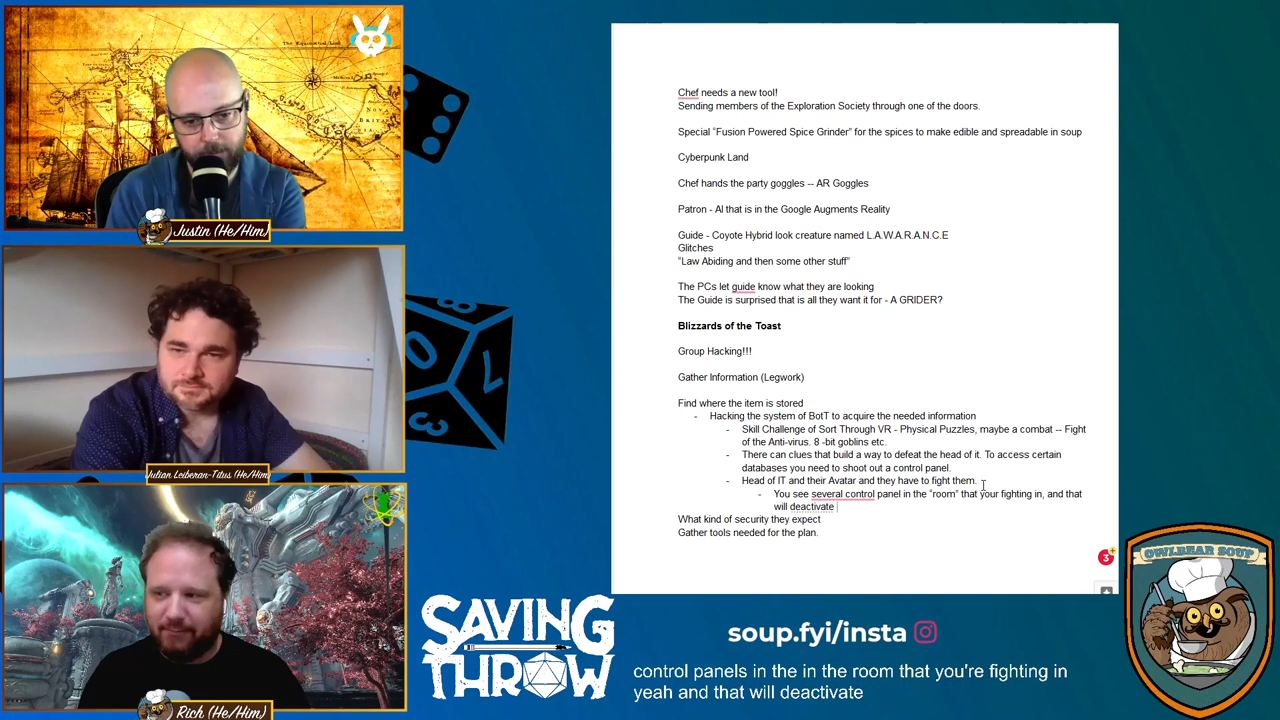 Justin (He/Him)
Julian Leiberan-Titus (He/Him)
Rich (He/Him)
Chef needs a new tool!
Sending members of the Exploration Society through one of the doors.
Special “Fusion Powered Spice Grinder” for the spices to make edible and spreadable in soup
Cyberpunk Land
Chef hands the party goggles -- AR Goggles
Patron - AI that is in the Google Augments Reality
Guide - Coyote Hybrid look creature named L.A.W.A.R.A.N.C.E
Glitches
“Law Abiding and then some other stuff”
The PCs let guide know what they are looking
The Guide is surprised that is all they want it for - A GRIDER?
Blizzards of the Toast
Group Hacking!!!
Gather Information (Legwork)
Find where the item is stored
- Hacking the system of BotT to acquire the needed information
- Skill Challenge of Sort Through VR - Physical Puzzles, maybe a combat -- Fight
of the Anti-virus. 8 -bit goblins etc.
- There can clues that build a way to defeat the head of it. To access certain
databases you need to shoot out a control panel.
- Head of IT and their Avatar and they have to fight them.
- You see several control panel in the “room” that your fighting in, and that
will deactivate
What kind of security they expect
Gather tools needed for the plan.
3
SAVING
THROW
soup.fyi/insta
control panels in the in the room that you're fighting in
yeah and that will deactivate
OWLBEAR SOUP